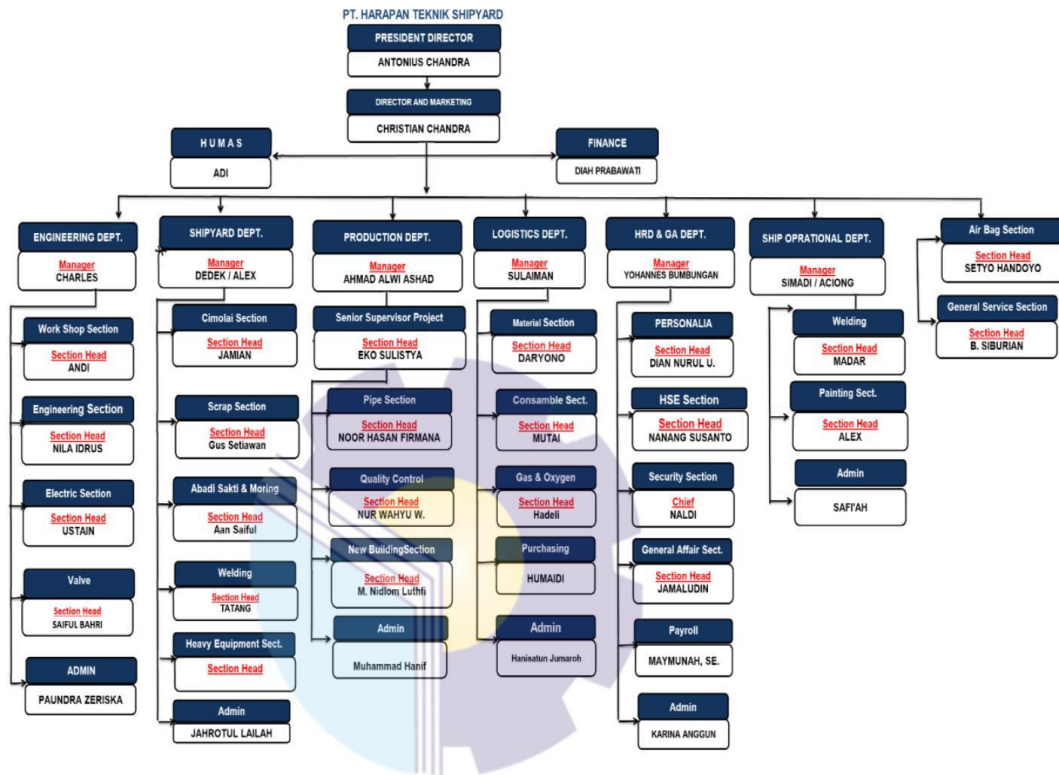 PT. HARAPAN TEKNIK SHIPYARD
PRESIDENT DIRECTOR
ANTONIUS CHANDRA
DIRECTOR AND MARKETING
CHRISTIAN CHANDRA
H U M A S
ADI
FINANCE
DIAH PRABAWATI
ENGINEERING DEPT.
Manager
CHARLES
Work Shop Section
Section Head
ANDI
Engineering Section
Section Head
NILA IDRUS
Electric Section
Section Head
USTAIN
Valve
Section Head
SAIFUL BAHRI
ADMIN
PAUNDRA ZERISKA
SHIPYARD DEPT.
Manager
DEDEK / ALEX
Cimolai Section
Section Head
JAMIAN
Scrap Section
Section Head
Gus Setiawan
Abadi Sakti & Moring
Section Head
Aan Saiful
Welding
Section Head
TATANG
Heavy Equipment Sect.
Section Head
Admin
JAHROTUL LAILAH
PRODUCTION DEPT.
Manager
AHMAD ALWI ASHAD
Senior Supervisor Project
Section Head
EKO SULISTYA
Pipe Section
Section Head
NOOR HASAN FIRMANA
Quality Control
Section Head
NUR WAHYU W.
New BuildingSection
Section Head
M. Nidlom Luthfi
Admin
Muhammad Hanif
LOGISTICS DEPT.
Manager
SULAIMAN
Material Section
Section Head
DARYONO
Consamble Sect.
Section Head
MUTAI
Gas & Oxygen
Section Head
Hadeli
Purchasing
HUMAIDI
Admin
Hanisatun Jumaroh
HRD & GA DEPT.
Manager
YOHANNES BUMBUNGAN
PERSONALIA
Section Head
DIAN NURUL U.
HSE Section
Section Head
NANANG SUSANTO
Security Section
Chief
NALDI
General Affair Sect.
Section Head
JAMALUDIN
Payroll
MAYMUNAH, SE.
Admin
KARINA ANGGUN
SHIP OPRATIONAL DEPT.
Manager
SIMADI / ACIONG
Welding
Section Head
MADAR
Painting Sect.
Section Head
ALEX
Admin
SAFI'AH
Air Bag Section
Section Head
SETYO HANDOYO
General Service Section
Section Head
B. SIBURIAN